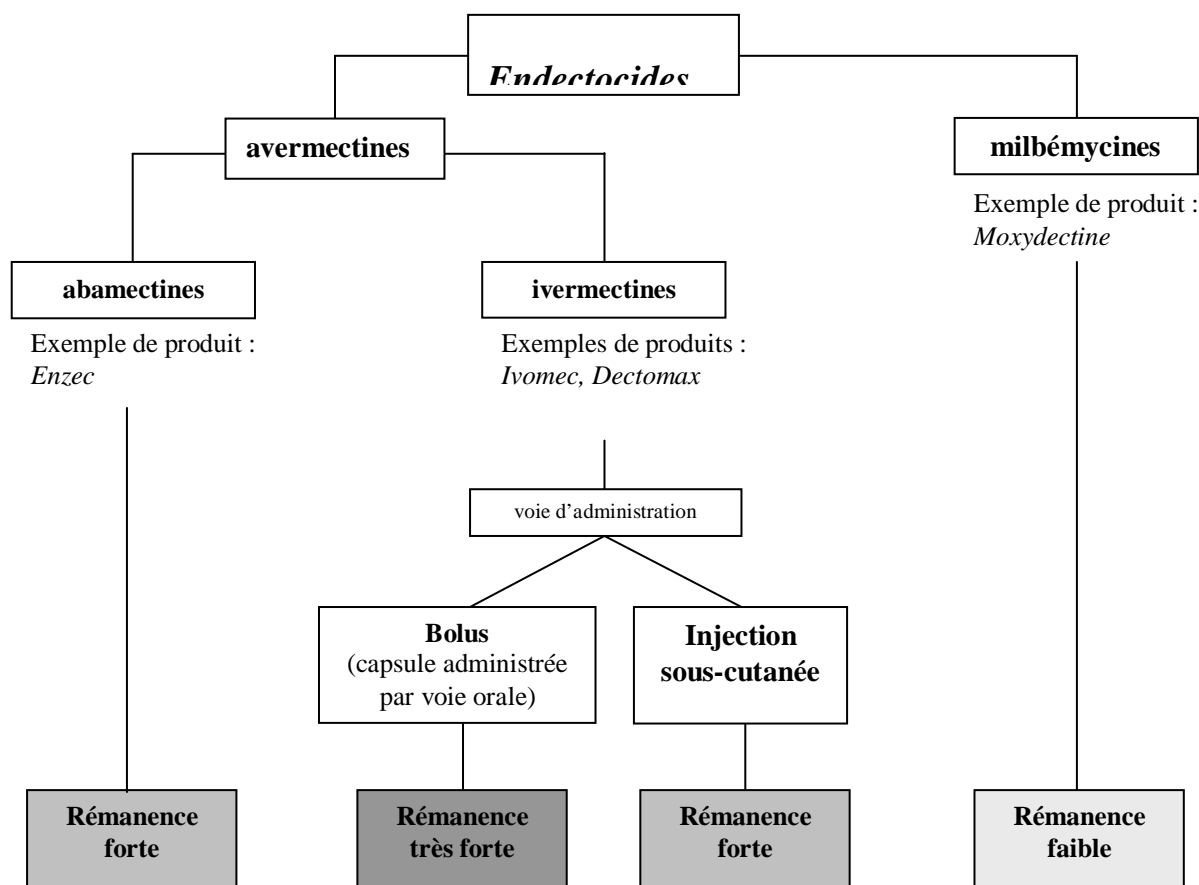 Endectocides
avermectines
milbémycines
Exemple de produit :
Moxydectine
abamectines
ivermectines
Exemple de produit :
Enzec
Exemples de produits :
Ivomec, Dectomax
voie d’administration
Bolus
(capsule administrée
par voie orale)
Injection
sous-cutanée
Rémanence
forte
Rémanence
très forte
Rémanence
forte
Rémanence
faible